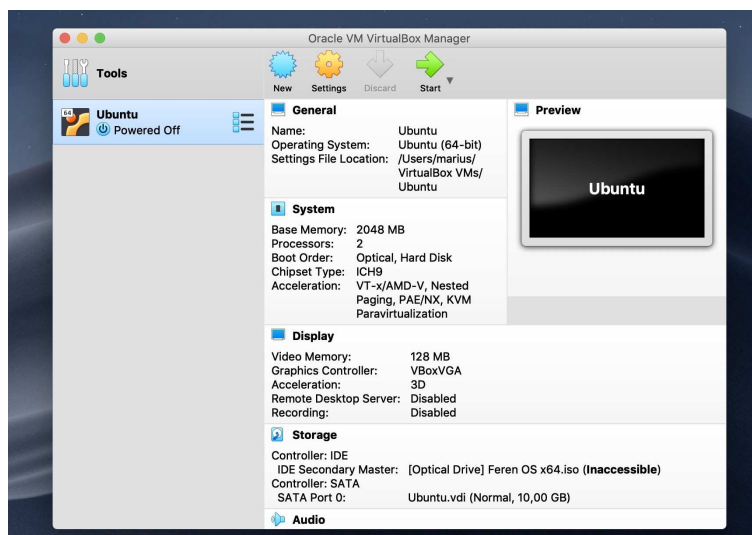 Oracle VM VirtualBox Manager
Tools
New Settings Discard Start
64
Ubuntu
Powered Off
General
Name: Ubuntu
Operating System: Ubuntu (64-bit)
Settings File Location: /Users/marius/
VirtualBox VMs/
Ubuntu
Preview
Ubuntu
System
Base Memory: 2048 MB
Processors: 2
Boot Order: Optical, Hard Disk
Chipset Type: ICH9
Acceleration: VT-x/AMD-V, Nested
Paging, PAE/NX, KVM
Paravirtualization
Display
Video Memory: 128 MB
Graphics Controller: VBoxVGA
Acceleration: 3D
Remote Desktop Server: Disabled
Recording: Disabled
Storage
Controller: IDE
IDE Secondary Master: [Optical Drive] Feren OS x64.iso (Inaccessible)
Controller: SATA
SATA Port 0: Ubuntu.vdi (Normal, 10,00 GB)
Audio